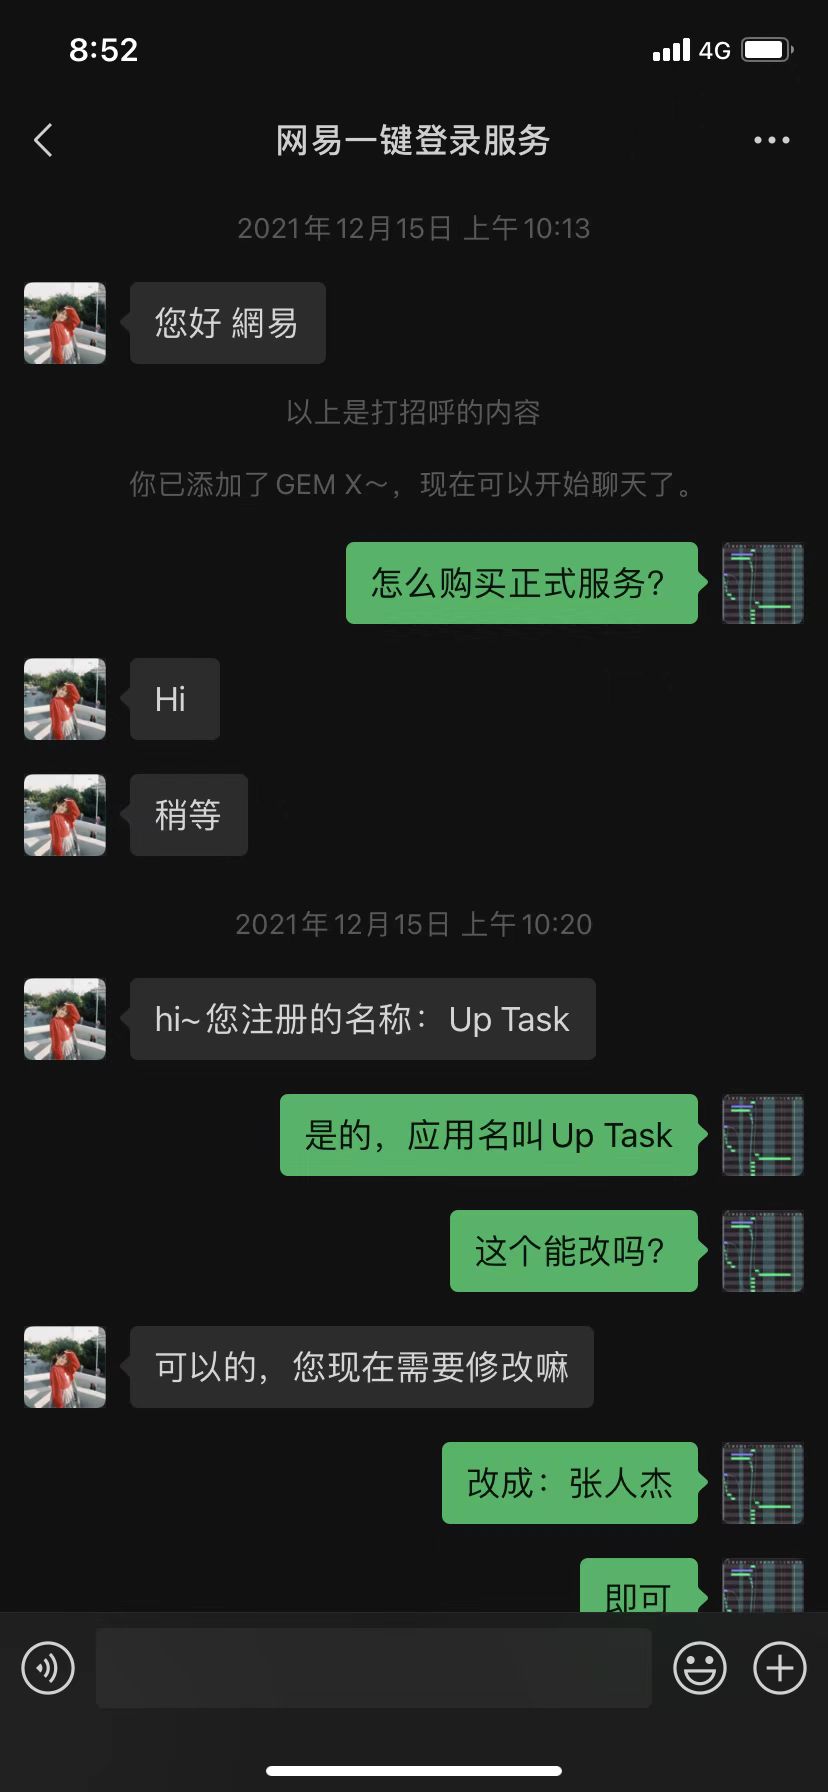 8:52
4G
网易一键登录服务
2021年12月15日 上午10:13
您好 網易
以上是打招呼的内容
你已添加了GEM X～，现在可以开始聊天了。
怎么购买正式服务?
Hi
稍等
2021年12月15日 上午10:20
hi~您注册的名称：Up Task
是的，应用名叫Up Task
这个能改吗?
可以的，您现在需要修改嘛
改成：张人杰
即可